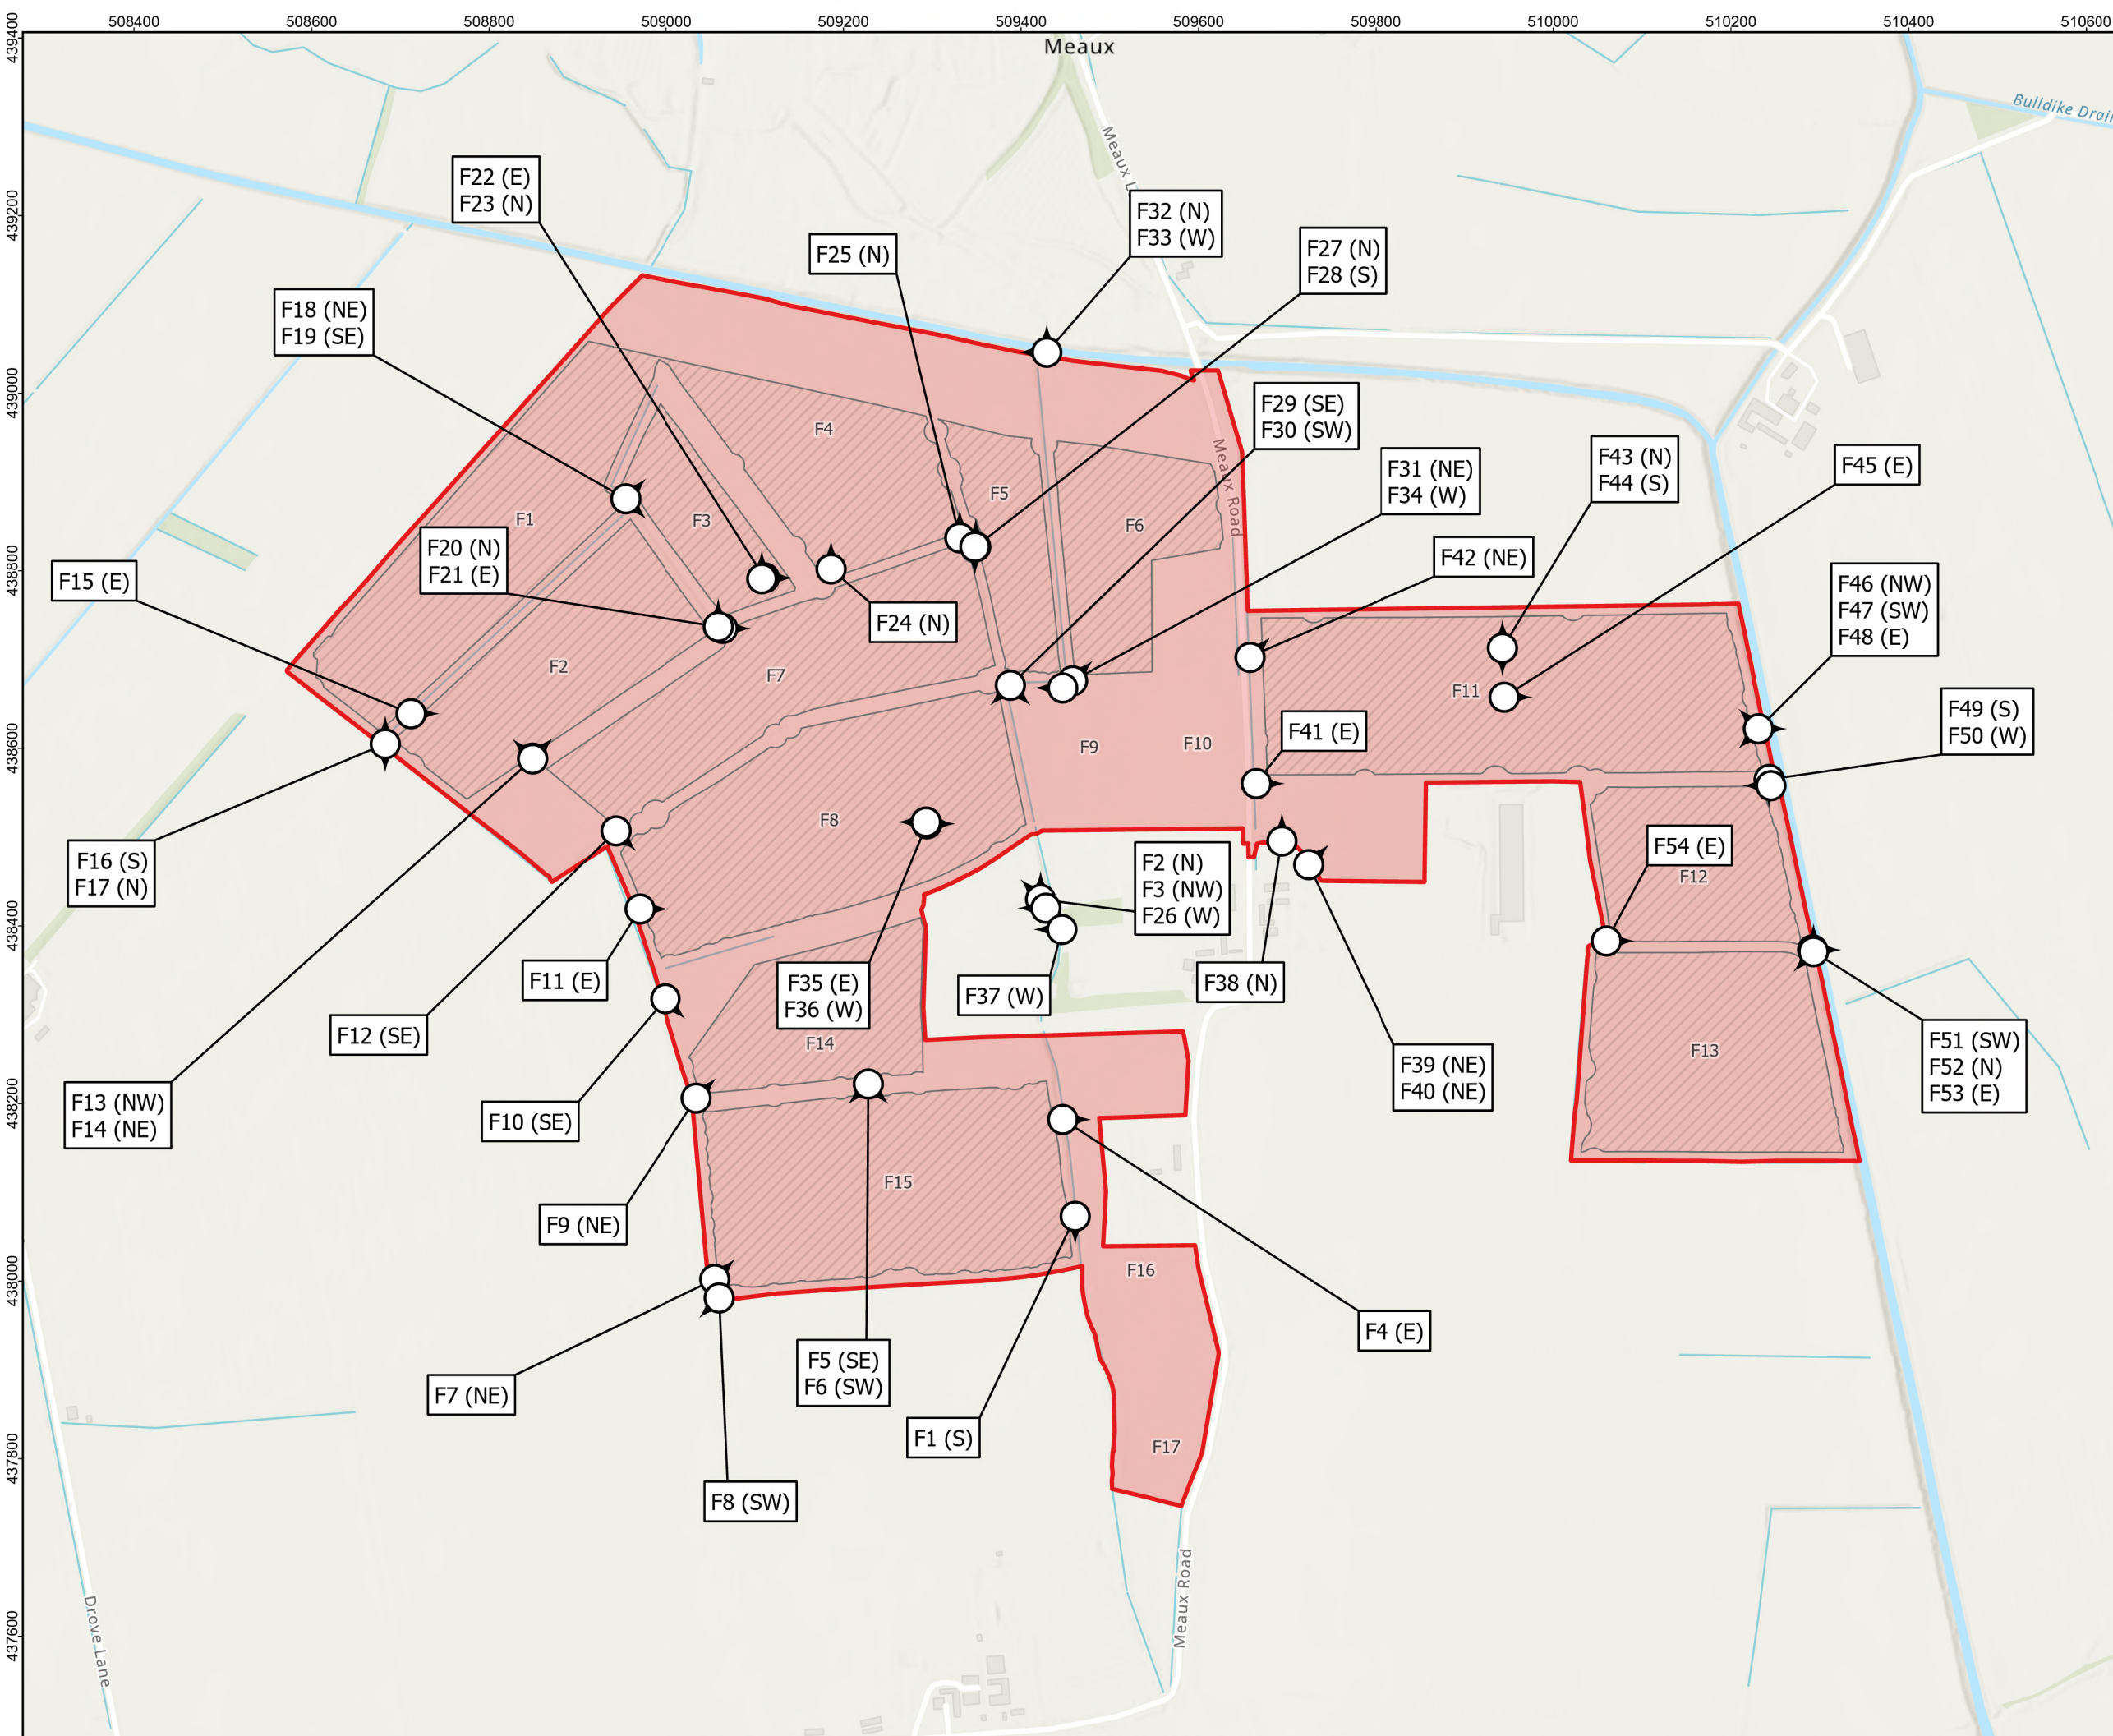 508400
508600
508800
509000
509200
509400
509600
509800
510000
510200
510400
510600
439400
439200
439000
438800
438600
438400
438200
438000
437800
437600
Meaux
Bulldike Drain
Meaux L
F22 (E)
F23 (N)
F32 (N)
F33 (W)
F25 (N)
F27 (N)
F28 (S)
F18 (NE)
F19 (SE)
F29 (SE)
F30 (SW)
F4
Meaux Road
F43 (N)
F44 (S)
F45 (E)
F31 (NE)
F34 (W)
F5
F1
F3
F6
F20 (N)
F21 (E)
F42 (NE)
F15 (E)
F46 (NW)
F47 (SW)
F48 (E)
F24 (N)
F2
F7
F11
F49 (S)
F50 (W)
F41 (E)
F9
F10
F8
F54 (E)
F12
F16 (S)
F17 (N)
F2 (N)
F3 (NW)
F26 (W)
F11 (E)
F35 (E)
F36 (W)
F37 (W)
F38 (N)
F12 (SE)
F14
F13
F51 (SW)
F52 (N)
F53 (E)
F39 (NE)
F40 (NE)
F13 (NW)
F14 (NE)
F10 (SE)
F15
F9 (NE)
F16
F4 (E)
F5 (SE)
F6 (SW)
F7 (NE)
F1 (S)
F17
F8 (SW)
Meaux Road
Drove Lane